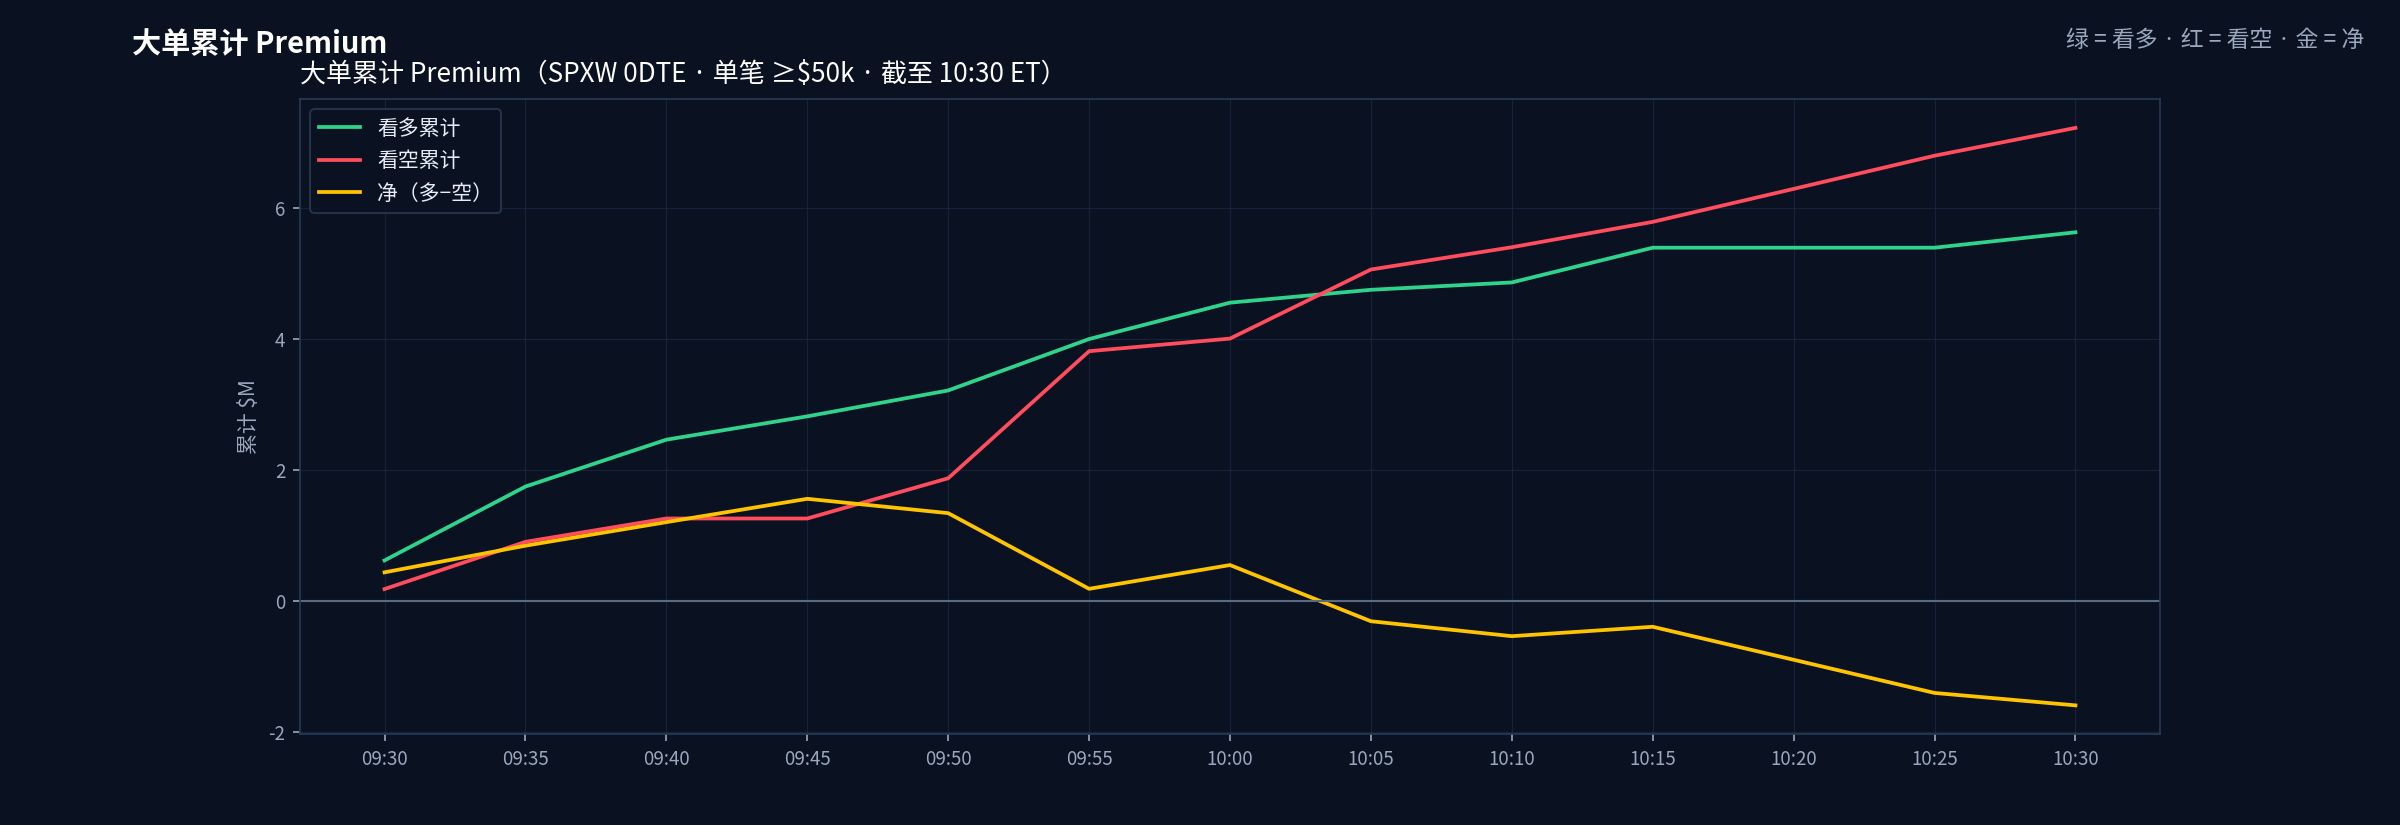 大单累计 Premium
绿 = 看多 · 红 = 看空 · 金 = 净
大单累计 Premium（SPXW 0DTE · 单笔 ≥$50k · 截至 10:30 ET）
看多累计
看空累计
净（多−空）
累计 $M
6
4
2
0
-2
09:30 09:35 09:40 09:45 09:50 09:55 10:00 10:05 10:10 10:15 10:20 10:25 10:30